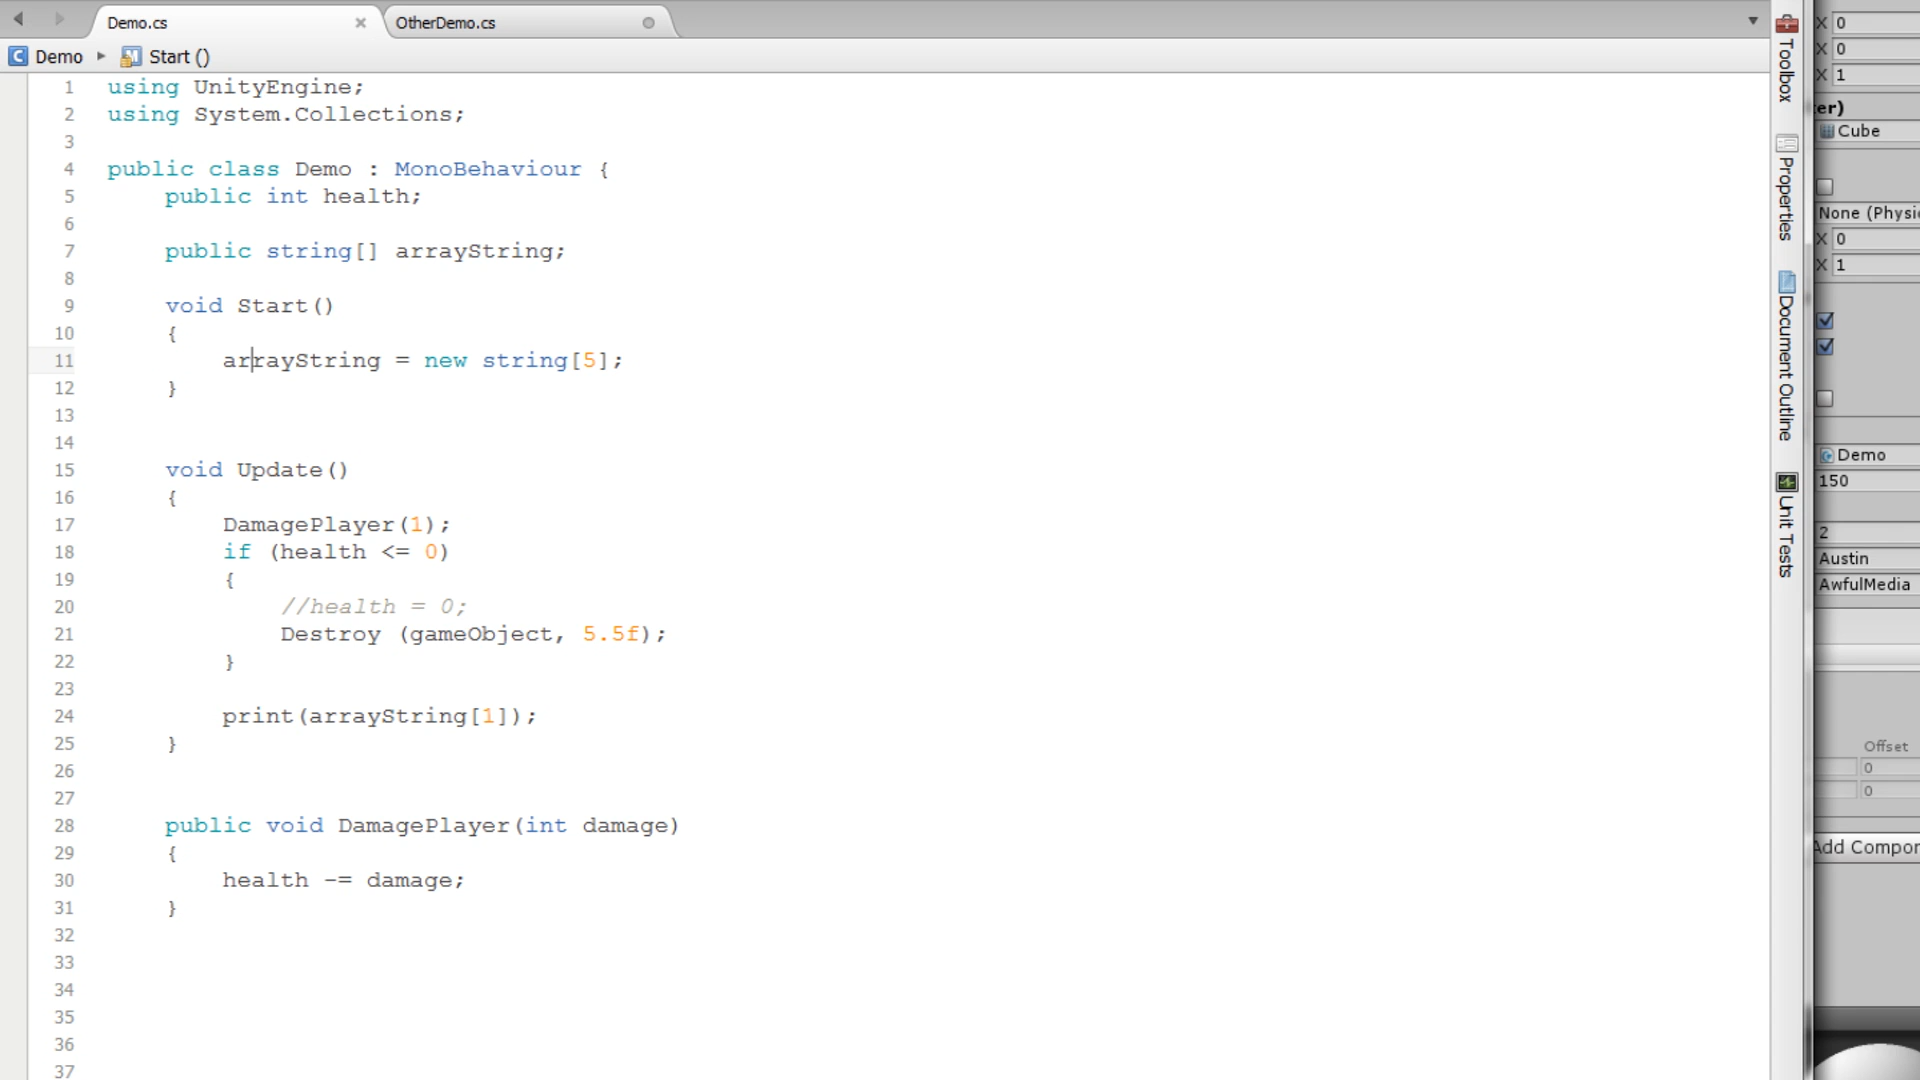 Demo.cs
OtherDemo.cs
Demo
Start ()
1 using UnityEngine;
2 using System.Collections;
3
4 public class Demo : MonoBehaviour {
5 public int health;
6
7 public string[] arrayString;
8
9 void Start()
10 {
11 arrayString = new string[5];
12 }
13
14
15 void Update()
16 {
17 DamagePlayer(1);
18 if (health <= 0)
19 {
20 //health = 0;
21 Destroy (gameObject, 5.5f);
22 }
23
24 print(arrayString[1]);
25 }
26
27
28 public void DamagePlayer(int damage)
29 {
30 health -= damage;
31 }
32
33
34
35
36
37
Toolbox
Properties
Document Outline
Unit Tests
X 0
X 0
X 1
er)
Cube
None (Physi
X 0
X 1
Demo
150
2
Austin
AwfulMedia
Offset
0
0
Add Compor